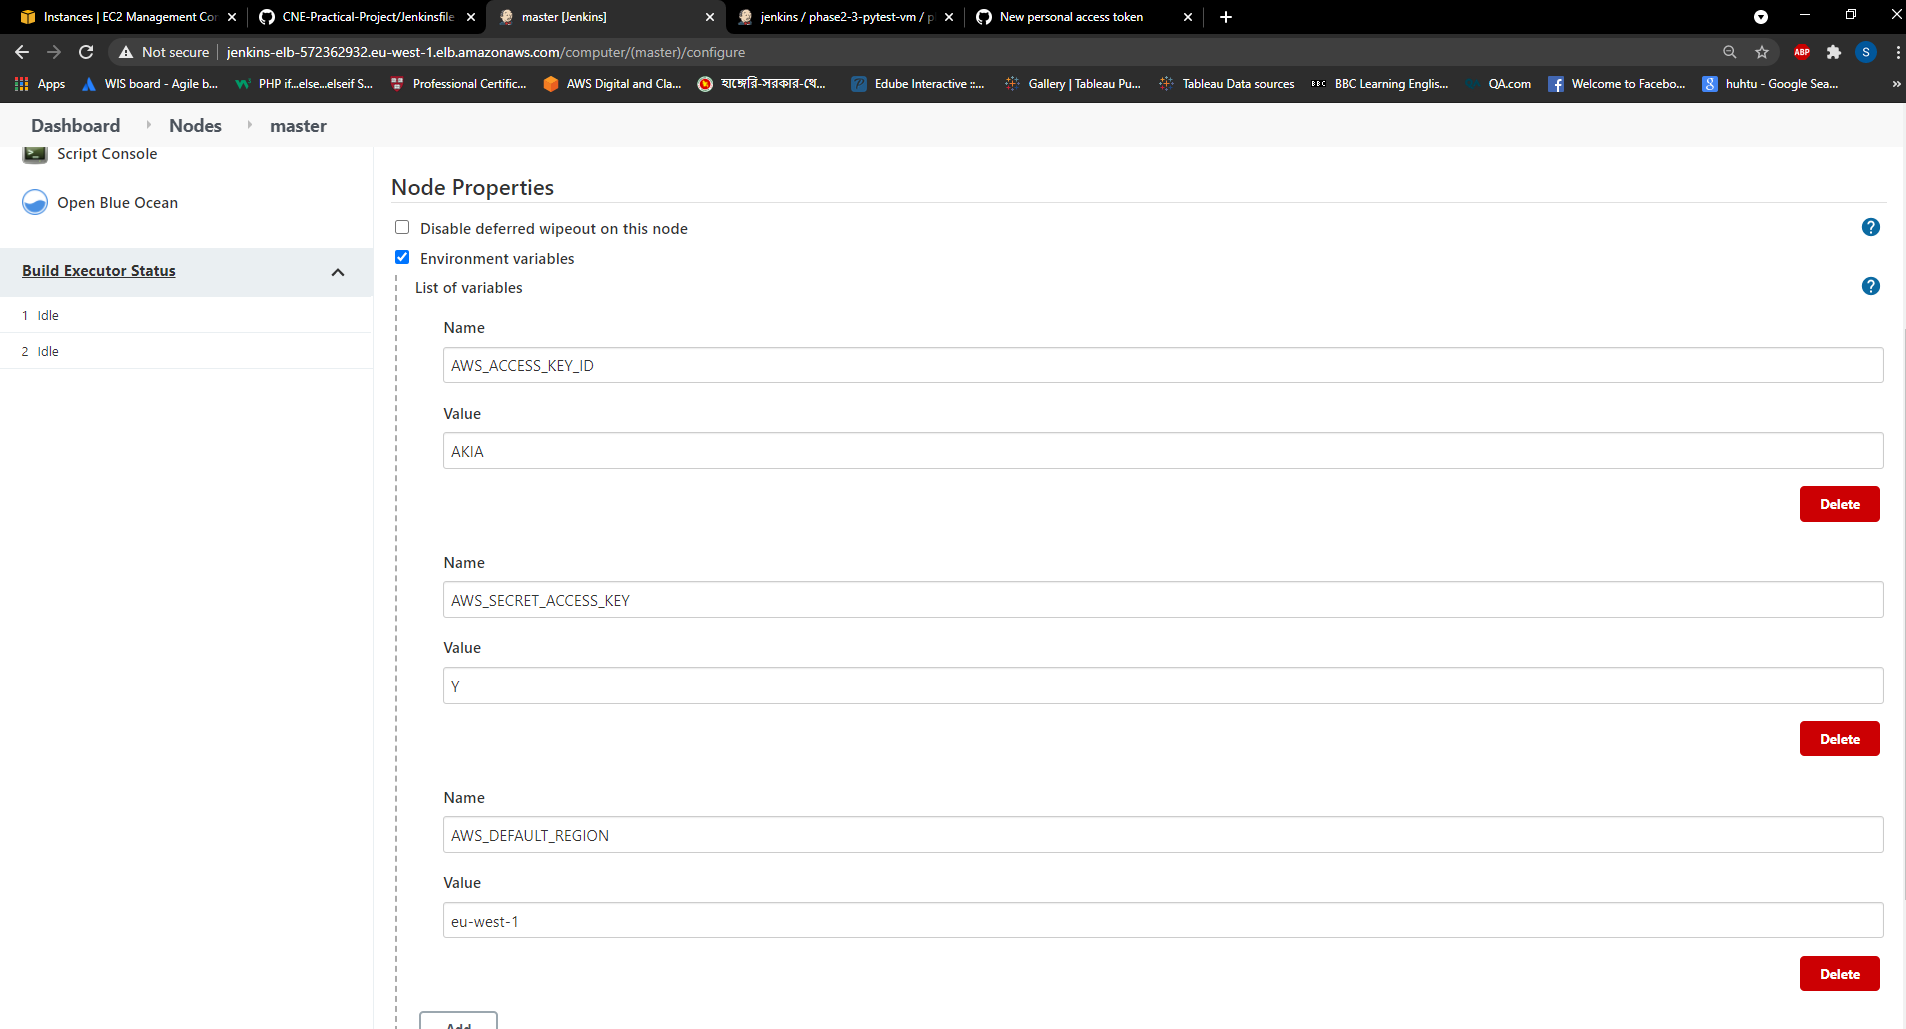 Instances | EC2 Management Cor
CNE-Practical-Project/Jenkinsfile
master [Jenkins]
jenkins / phase2-3-pytest-vm / p
New personal access token
Not secure
jenkins-elb-572362932.eu-west-1.elb.amazonaws.com/computer/(master)/configure
ABP
S
Apps
WIS board - Agile b...
PHP if...else...elseif S...
Professional Certific...
AWS Digital and Cla...
হাঙ্গেরি-সরকার-থে...
Edube Interactive ::...
Gallery | Tableau Pu...
Tableau Data sources
BBC
BBC Learning Englis...
QA.com
Welcome to Facebo...
huhtu - Google Sea...
»
Dashboard
Nodes
master
Script Console
Open Blue Ocean
Build Executor Status
1 Idle
2 Idle
Node Properties
Disable deferred wipeout on this node
?
Environment variables
List of variables
?
Name
AWS_ACCESS_KEY_ID
Value
AKIA
Delete
Name
AWS_SECRET_ACCESS_KEY
Value
Y
Delete
Name
AWS_DEFAULT_REGION
Value
eu-west-1
Delete
Add